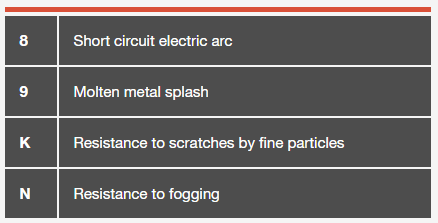 8 Short circuit electric arc
9 Molten metal splash
K Resistance to scratches by fine particles
N Resistance to fogging